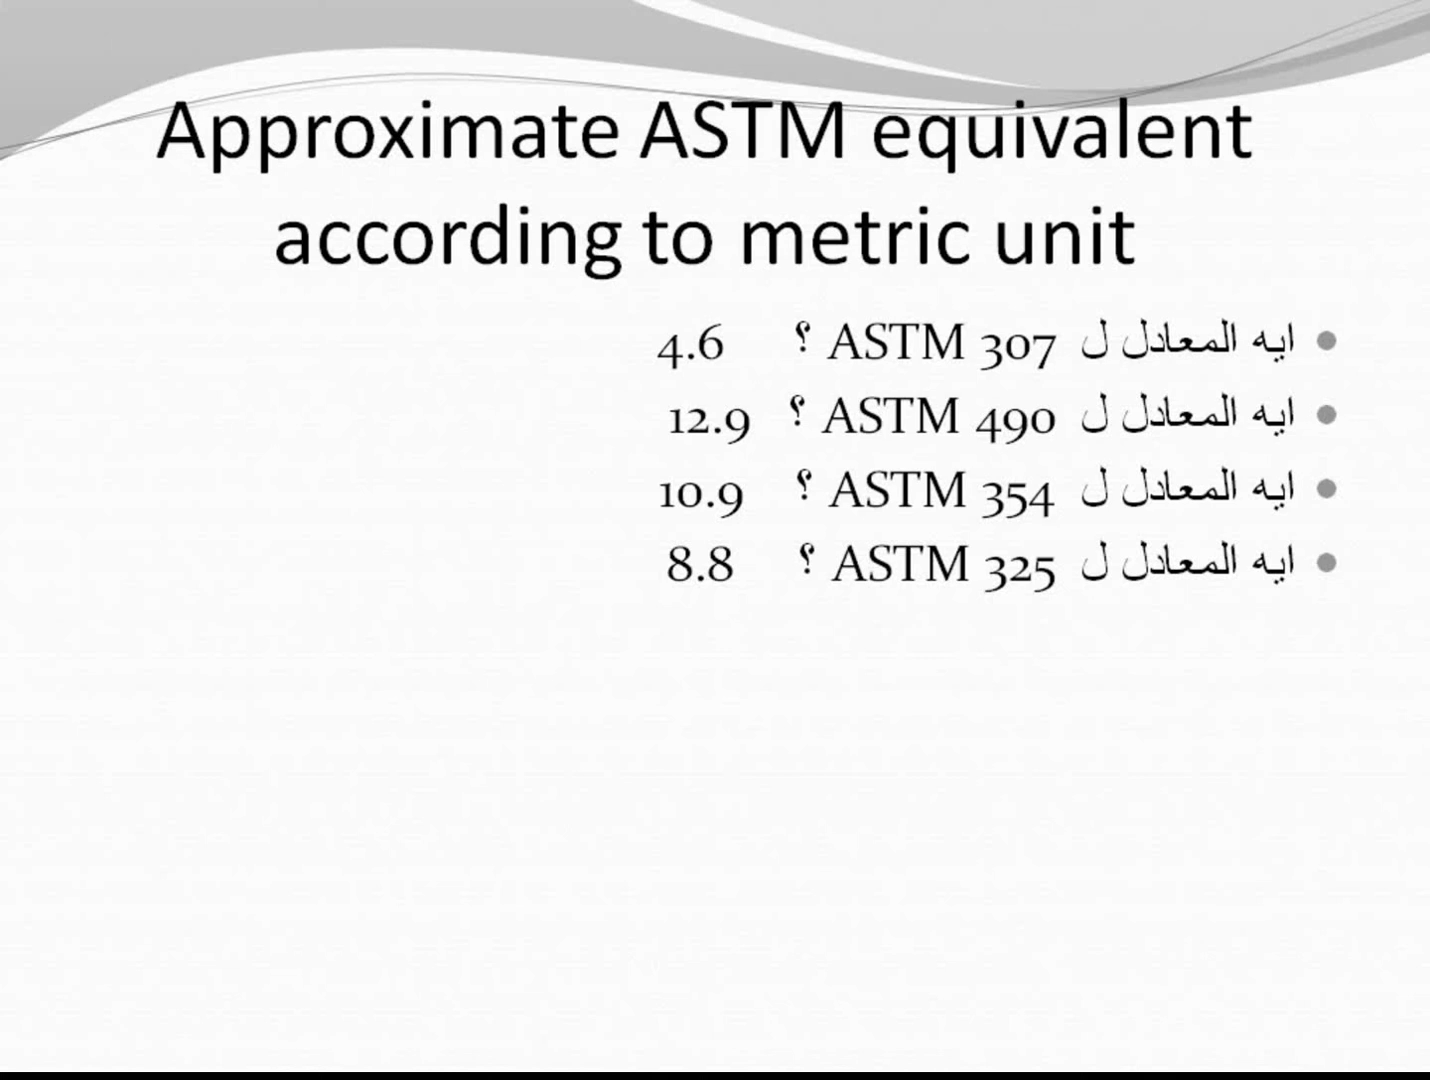 Approximate ASTM equivalent
according to metric unit
ايه المعادل ل ASTM 307 ؟ 4.6
ايه المعادل ل ASTM 490 ؟ 12.9
ايه المعادل ل ASTM 354 ؟ 10.9
ايه المعادل ل ASTM 325 ؟ 8.8